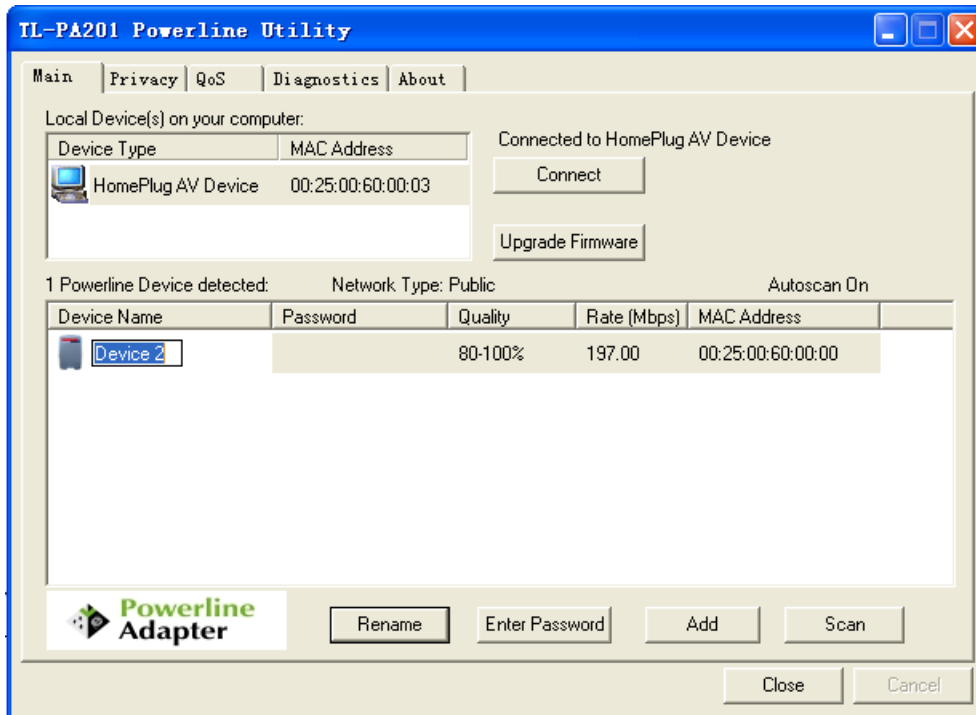 TL-PA201 Powerline Utility
Main Privacy QoS Diagnostics About
Local Device(s) on your computer:
Device Type MAC Address
HomePlug AV Device 00:25:00:60:00:03
Connected to HomePlug AV Device
Connect
Upgrade Firmware
1 Powerline Device detected: Network Type: Public Autoscan On
Device Name Password Quality Rate (Mbps) MAC Address
Device 2 80-100% 197.00 00:25:00:60:00:00
Powerline
Adapter
Rename Enter Password Add Scan
Close Cancel